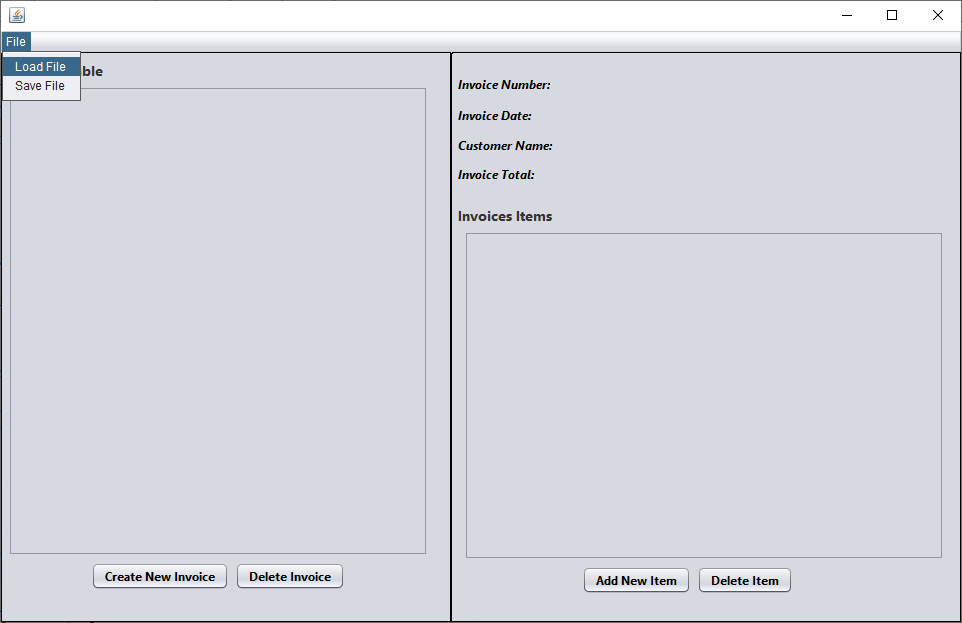 File
Load File
Save File
ble
Invoice Number:
Invoice Date:
Customer Name:
Invoice Total:
Invoices Items
Create New Invoice
Delete Invoice
Add New Item
Delete Item